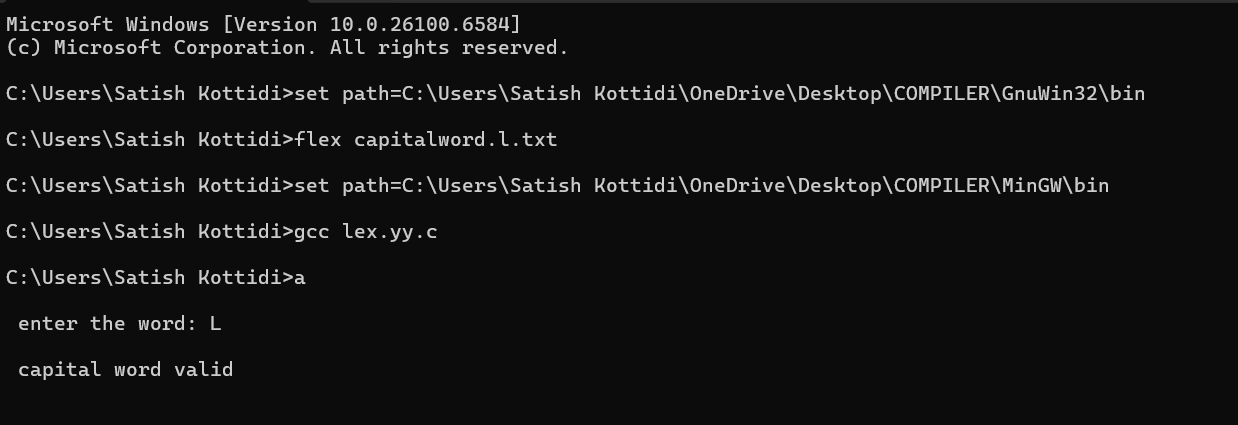 Microsoft Windows [Version 10.0.26100.6584]
(c) Microsoft Corporation. All rights reserved.
C:\Users\Satish Kottidi>set path=C:\Users\Satish Kottidi\OneDrive\Desktop\COMPILER\GnuWin32\bin
C:\Users\Satish Kottidi>flex capitalword.l.txt
C:\Users\Satish Kottidi>set path=C:\Users\Satish Kottidi\OneDrive\Desktop\COMPILER\MinGW\bin
C:\Users\Satish Kottidi>gcc lex.yy.c
C:\Users\Satish Kottidi>a
enter the word: L
capital word valid